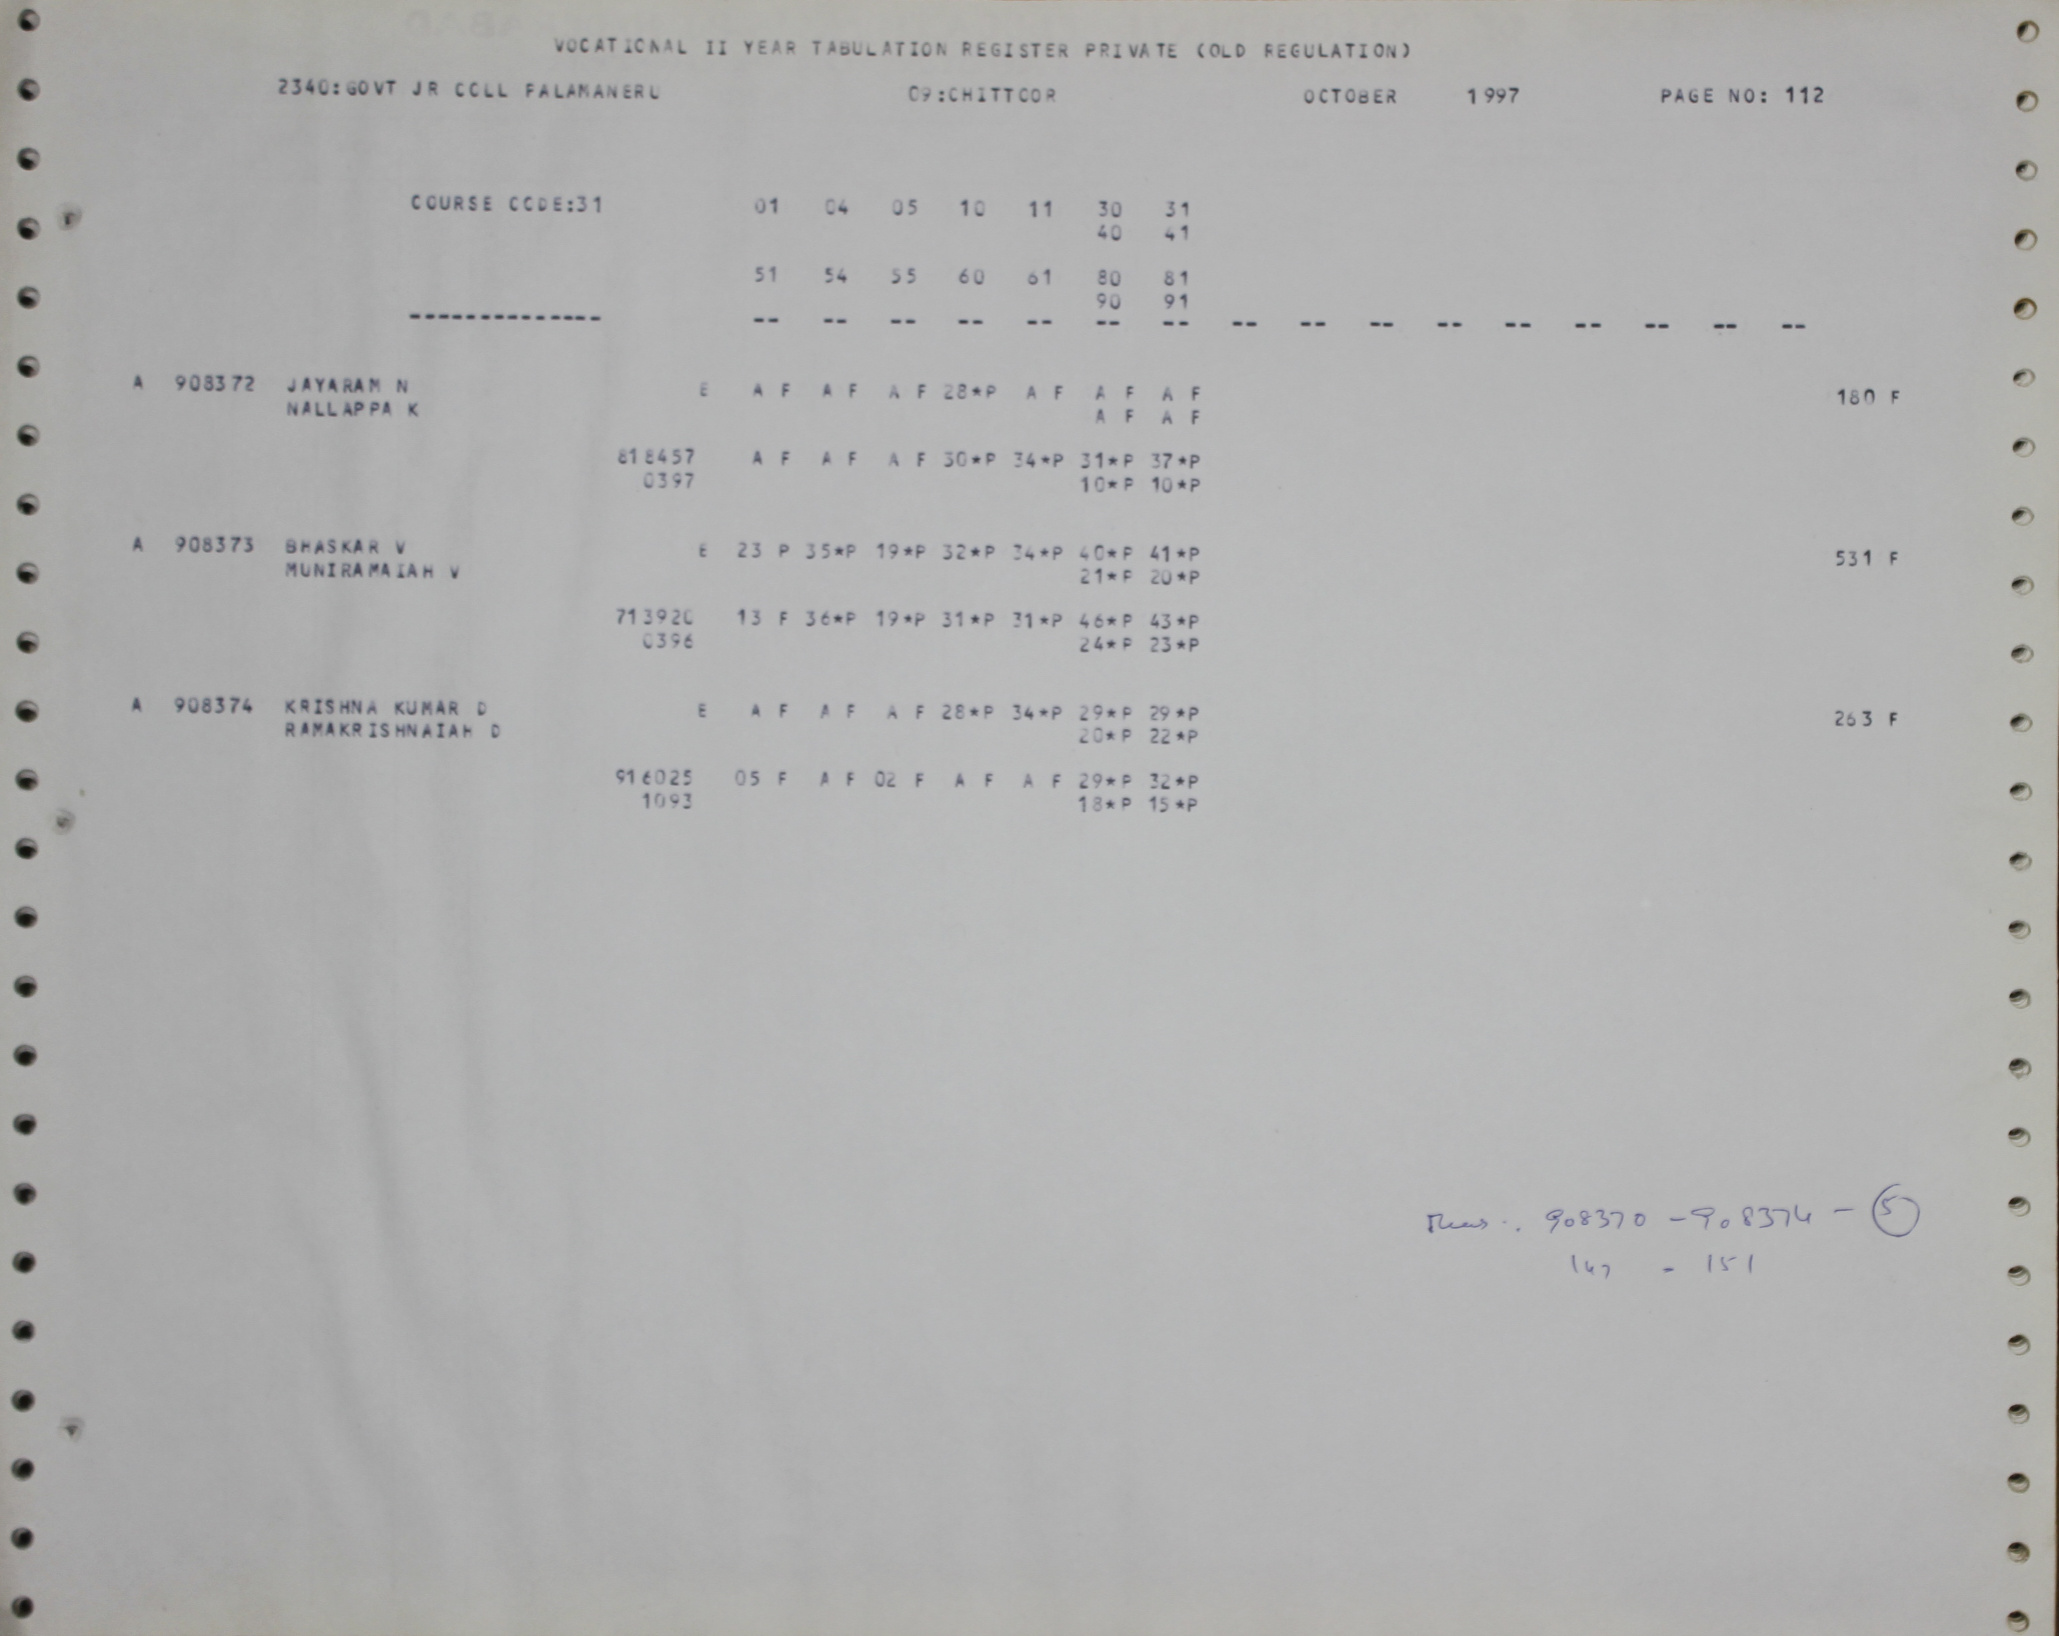 VOCATIONAL II YEAR TABULATION REGISTER PRIVATE (OLD REGULATION)
2340:GOVT JR COLL PALAMANERU 09:CHITTOOR OCTOBER 1997 PAGE NO: 112
COURSE CODE:31 01 04 05 10 11 30 31
40 41
51 54 55 60 61 80 81
90 91
-------------- -- -- -- -- -- -- -- -- -- -- -- -- -- -- -- --
A 908372 JAYARAM N E A F A F A F 28*P A F A F A F 180 F
NALLAPPA K A F A F
818457 A F A F A F 30*P 34*P 31*P 37*P
0397 10*P 10*P
A 908373 BHASKAR V E 23 P 35*P 19*P 32*P 34*P 40*P 41*P 531 F
MUNIRAMAIAH V 21*P 20*P
713920 13 F 36*P 19*P 31*P 31*P 46*P 43*P
0396 24*P 23*P
A 908374 KRISHNA KUMAR D E A F A F A F 28*P 34*P 29*P 29*P 263 F
RAMAKRISHNAIAH D 20*P 22*P
916025 05 F A F 02 F A F A F 29*P 32*P
1093 18*P 15*P
908370 - 908374 - 5
147 - 151